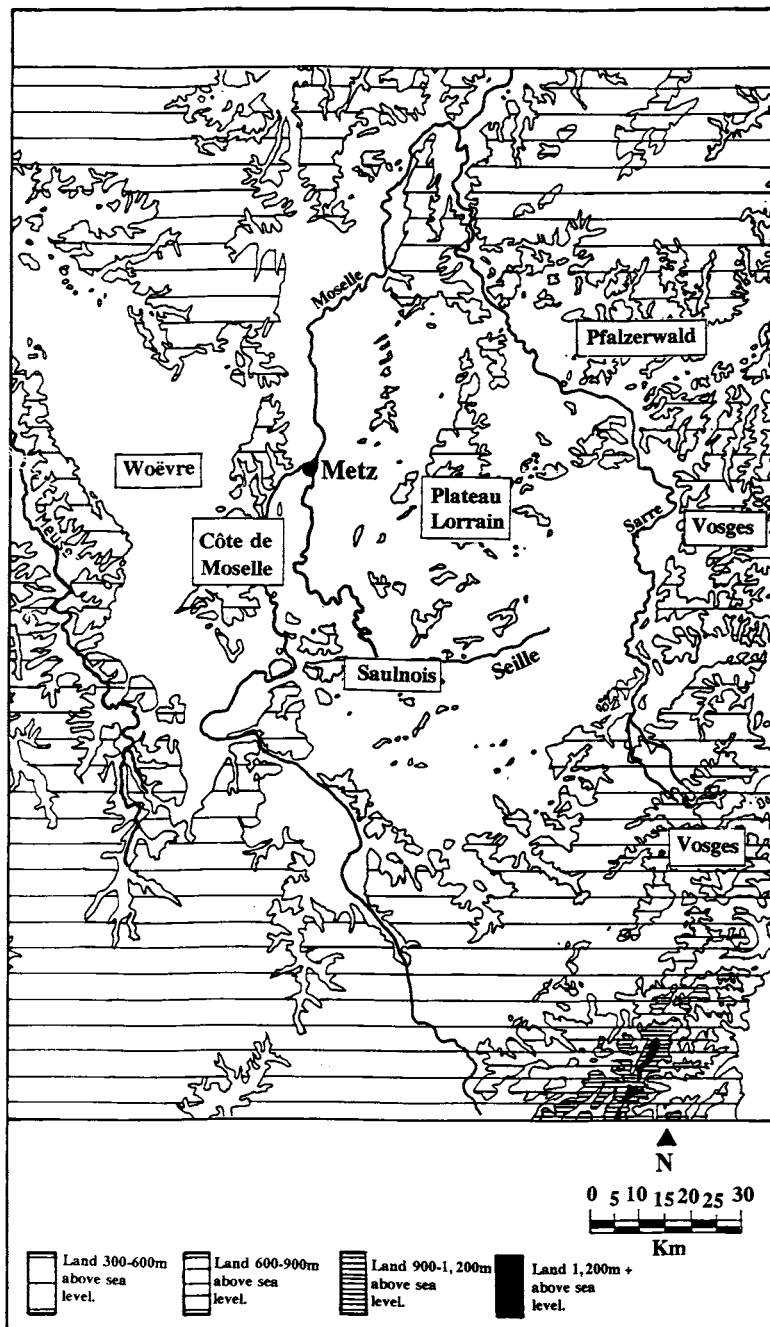 Moselle
Pfalzerwald
Woëvre
Metz
Plateau
Lorrain
Meuse
Côte de
Moselle
Sarre
Vosges
Saulnois
Seille
Do
Vosges
N
0 5 10 15 20 25 30
Km
Land 300-600m
above sea
level.
Land 600-900m
above sea
level.
Land 900-1,200m
above sea
level.
Land 1,200m +
above sea
level.